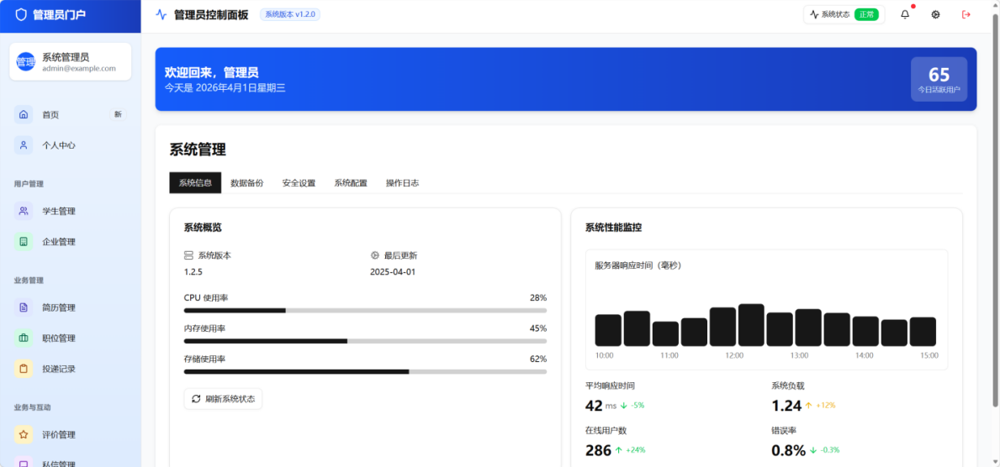 管理员门户
管理员控制面板
系统版本 v1.2.0
系统状态 正常
管理
系统管理员
admin@example.com
首页
新
个人中心
用户管理
学生管理
企业管理
业务管理
简历管理
职位管理
投递记录
业务与互动
评价管理
私信管理
欢迎回来，管理员
今天是 2026年4月1日星期三
65
今日活跃用户
系统管理
系统信息 数据备份 安全设置 系统配置 操作日志
系统概览
系统版本
1.2.5
最后更新
2025-04-01
CPU 使用率 28%
内存使用率 45%
存储使用率 62%
刷新系统状态
系统性能监控
服务器响应时间（毫秒）
10:00 11:00 12:00 13:00 14:00 15:00
平均响应时间
42 ms -5%
系统负载
1.24 +12%
在线用户数
286 +24%
错误率
0.8% -0.3%